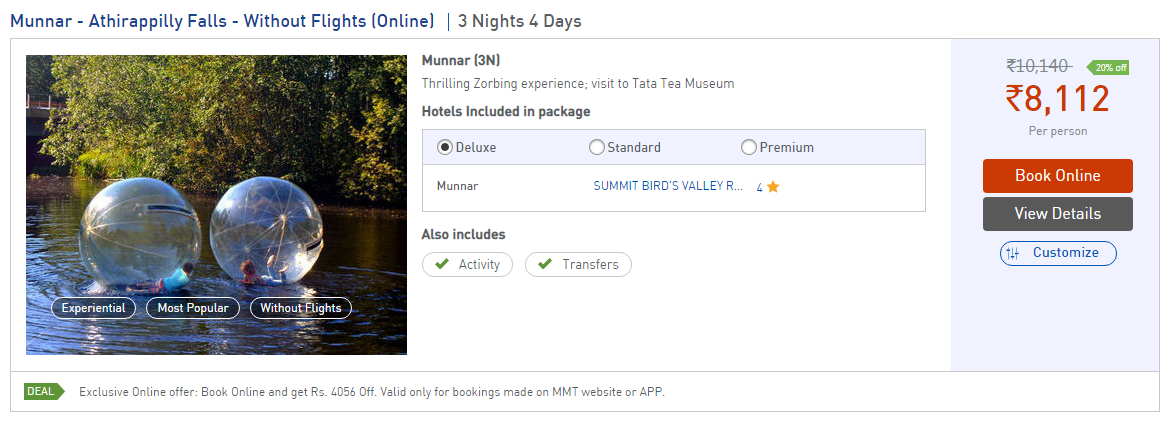 Munnar - Athirappilly Falls - Without Flights (Online) | 3 Nights 4 Days
Experiential
Most Popular
Without Flights
Munnar (3N)
Thrilling Zorbing experience; visit to Tata Tea Museum
Hotels Included in package
Deluxe Standard Premium
Munnar SUMMIT BIRD'S VALLEY R... 4
Also includes
Activity Transfers
₹10,140 20% off
₹8,112
Per person
Book Online
View Details
Customize
DEAL Exclusive Online offer: Book Online and get Rs. 4056 Off. Valid only for bookings made on MMT website or APP.